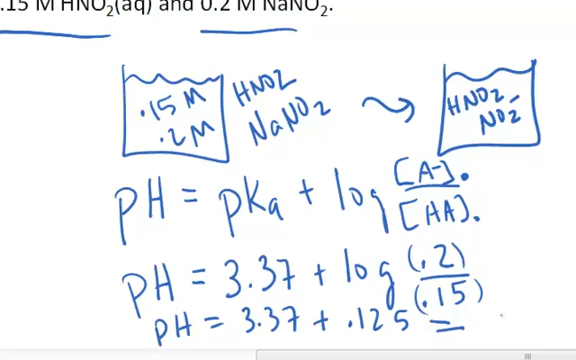 .15 M HNO₂(aq) and 0.2 M NaNO₂.
.15 M HNO2
.2 M NaNO2
HNO2
NO2⁻
pH = pKa + log [A-]. / [HA].
pH = 3.37 + log (.2) / (.15)
pH = 3.37 + .125 =